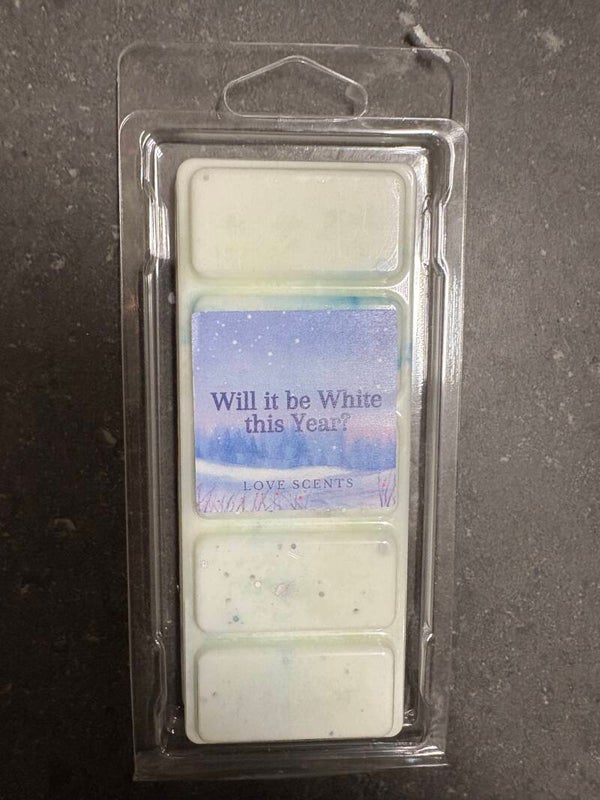 Will it be White
this Year?
LOVE SCENTS